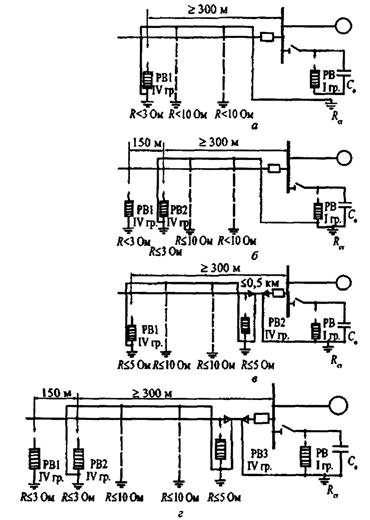 ≥ 300 м
РВ1
IV гр.
РВ
I гр.
C₀
R<3 Ом R<10 Ом R<10 Ом
Rст
а
150 м ≥ 300 м
РВ1
IV гр.
РВ2
IV гр.
РВ
I гр.
C₀
R<3 Ом R≤10 Ом R<10 Ом
R≤3 Ом
Rст
б
≥ 300 м
≤0,5 км
РВ1
IV гр.
РВ2
IV гр.
РВ
I гр.
C₀
R≤5 Ом R≤10 Ом R≤10 Ом R≤5 Ом
Rст
в
150 м ≥ 300 м
РВ1
IV гр.
РВ2
IV гр.
РВ3
IV гр.
РВ
I гр.
C₀
R≤3 Ом R≤3 Ом R≤10 Ом R≤10 Ом R≤5 Ом
Rст
г